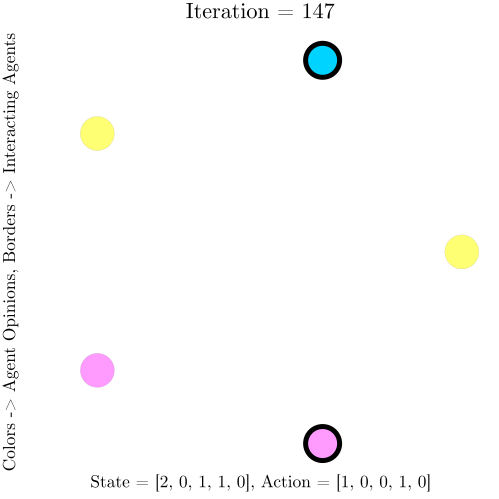 Iteration = 147
Colors -> Agent Opinions, Borders -> Interacting Agents
State = [2, 0, 1, 1, 0], Action = [1, 0, 0, 1, 0]